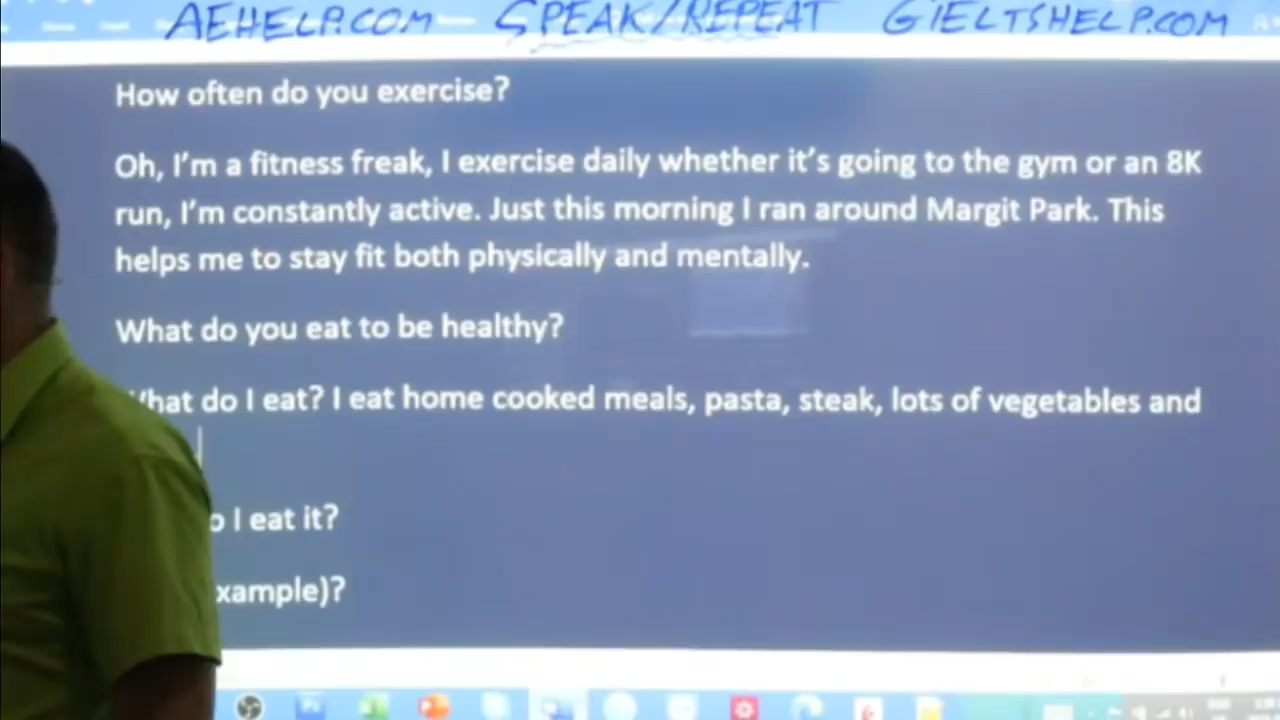 AEHELP.COM SPEAK/REPEAT GIELTSHELP.COM
How often do you exercise?
Oh, I'm a fitness freak, I exercise daily whether it's going to the gym or an 8K
run, I'm constantly active. Just this morning I ran around Margit Park. This
helps me to stay fit both physically and mentally.
What do you eat to be healthy?
What do I eat? I eat home cooked meals, pasta, steak, lots of vegetables and
I eat it?